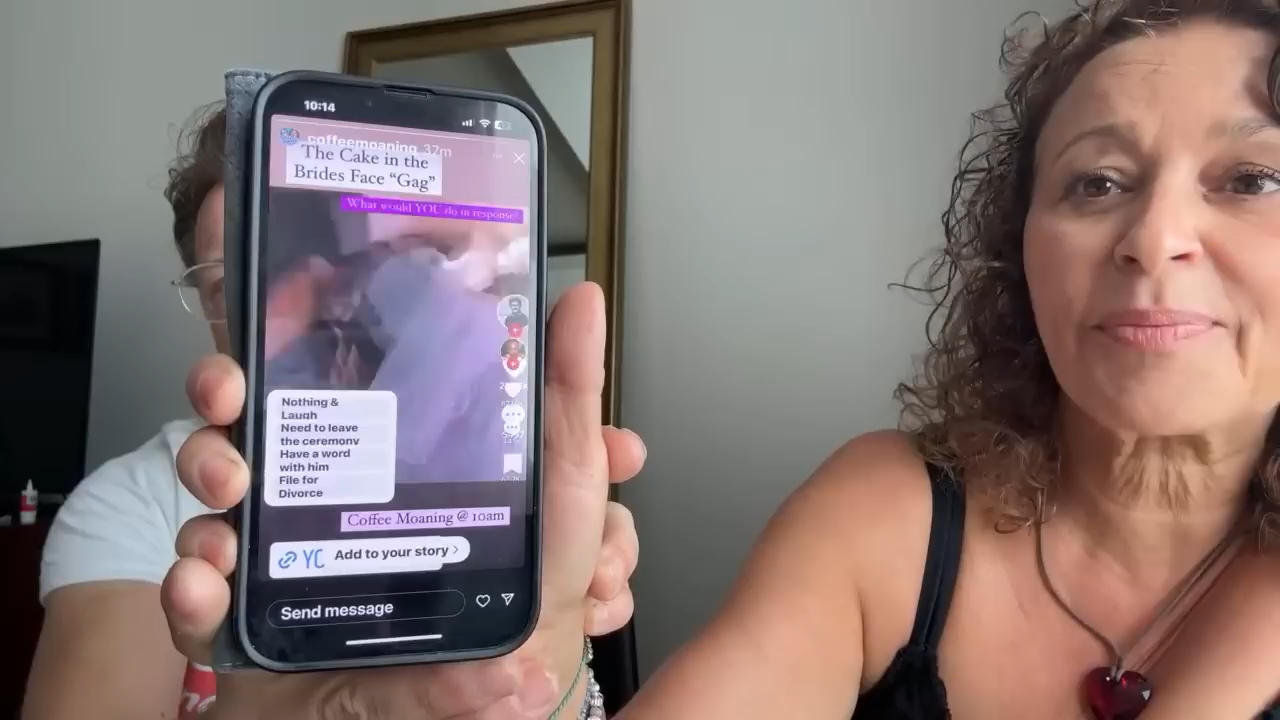 10:14
coffeemoaning 37m
The Cake in the
Brides Face “Gag”
What would YOU do in response?
Nothing &
Laugh
Need to leave
the ceremony
Have a word
with him
File for
Divorce
Coffee Moaning @ 10am
YC Add to your story
Send message